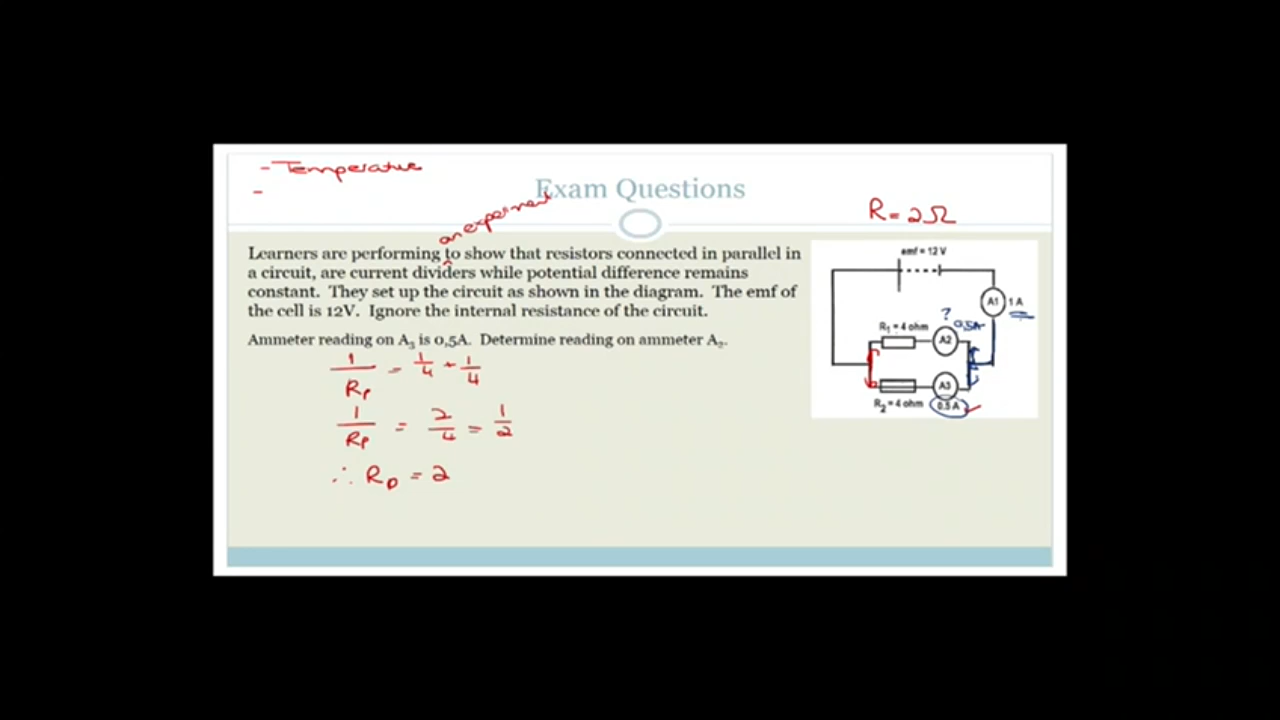 - Temperature
-
Exam Questions
an experiment
R = 2Ω
Learners are performing to show that resistors connected in parallel in
a circuit, are current dividers while potential difference remains
constant. They set up the circuit as shown in the diagram. The emf of
the cell is 12V. Ignore the internal resistance of the circuit.
Ammeter reading on A₃ is 0,5A. Determine reading on ammeter A₂.
1/Rp = 1/4 + 1/4
1/Rp = 2/4 = 1/2
∴ Rp = 2
emf = 12 V
A1 1 A
?
R₁ = 4 ohm 0,5A
A2
A3
R₂ = 4 ohm 0.5 A